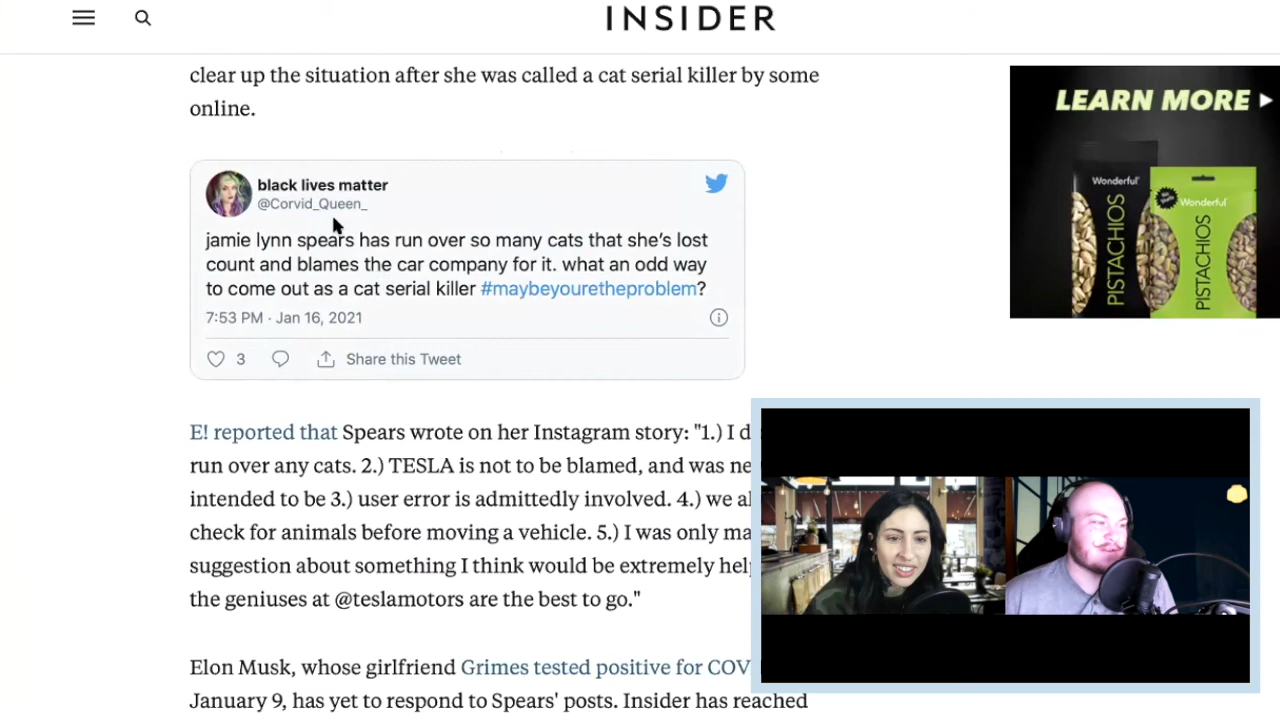 INSIDER
clear up the situation after she was called a cat serial killer by some
online.
LEARN MORE
black lives matter
@Corvid_Queen_
jamie lynn spears has run over so many cats that she's lost
count and blames the car company for it. what an odd way
to come out as a cat serial killer #maybeyouretheproblem?
7:53 PM · Jan 16, 2021
3
Share this Tweet
Wonderful
PISTACHIOS
Wonderful
PISTACHIOS
E! reported that Spears wrote on her Instagram story: "1.) I d
run over any cats. 2.) TESLA is not to be blamed, and was ne
intended to be 3.) user error is admittedly involved. 4.) we al
check for animals before moving a vehicle. 5.) I was only ma
suggestion about something I think would be extremely help
the geniuses at @teslamotors are the best to go."
Elon Musk, whose girlfriend Grimes tested positive for COV
January 9, has yet to respond to Spears' posts. Insider has reached